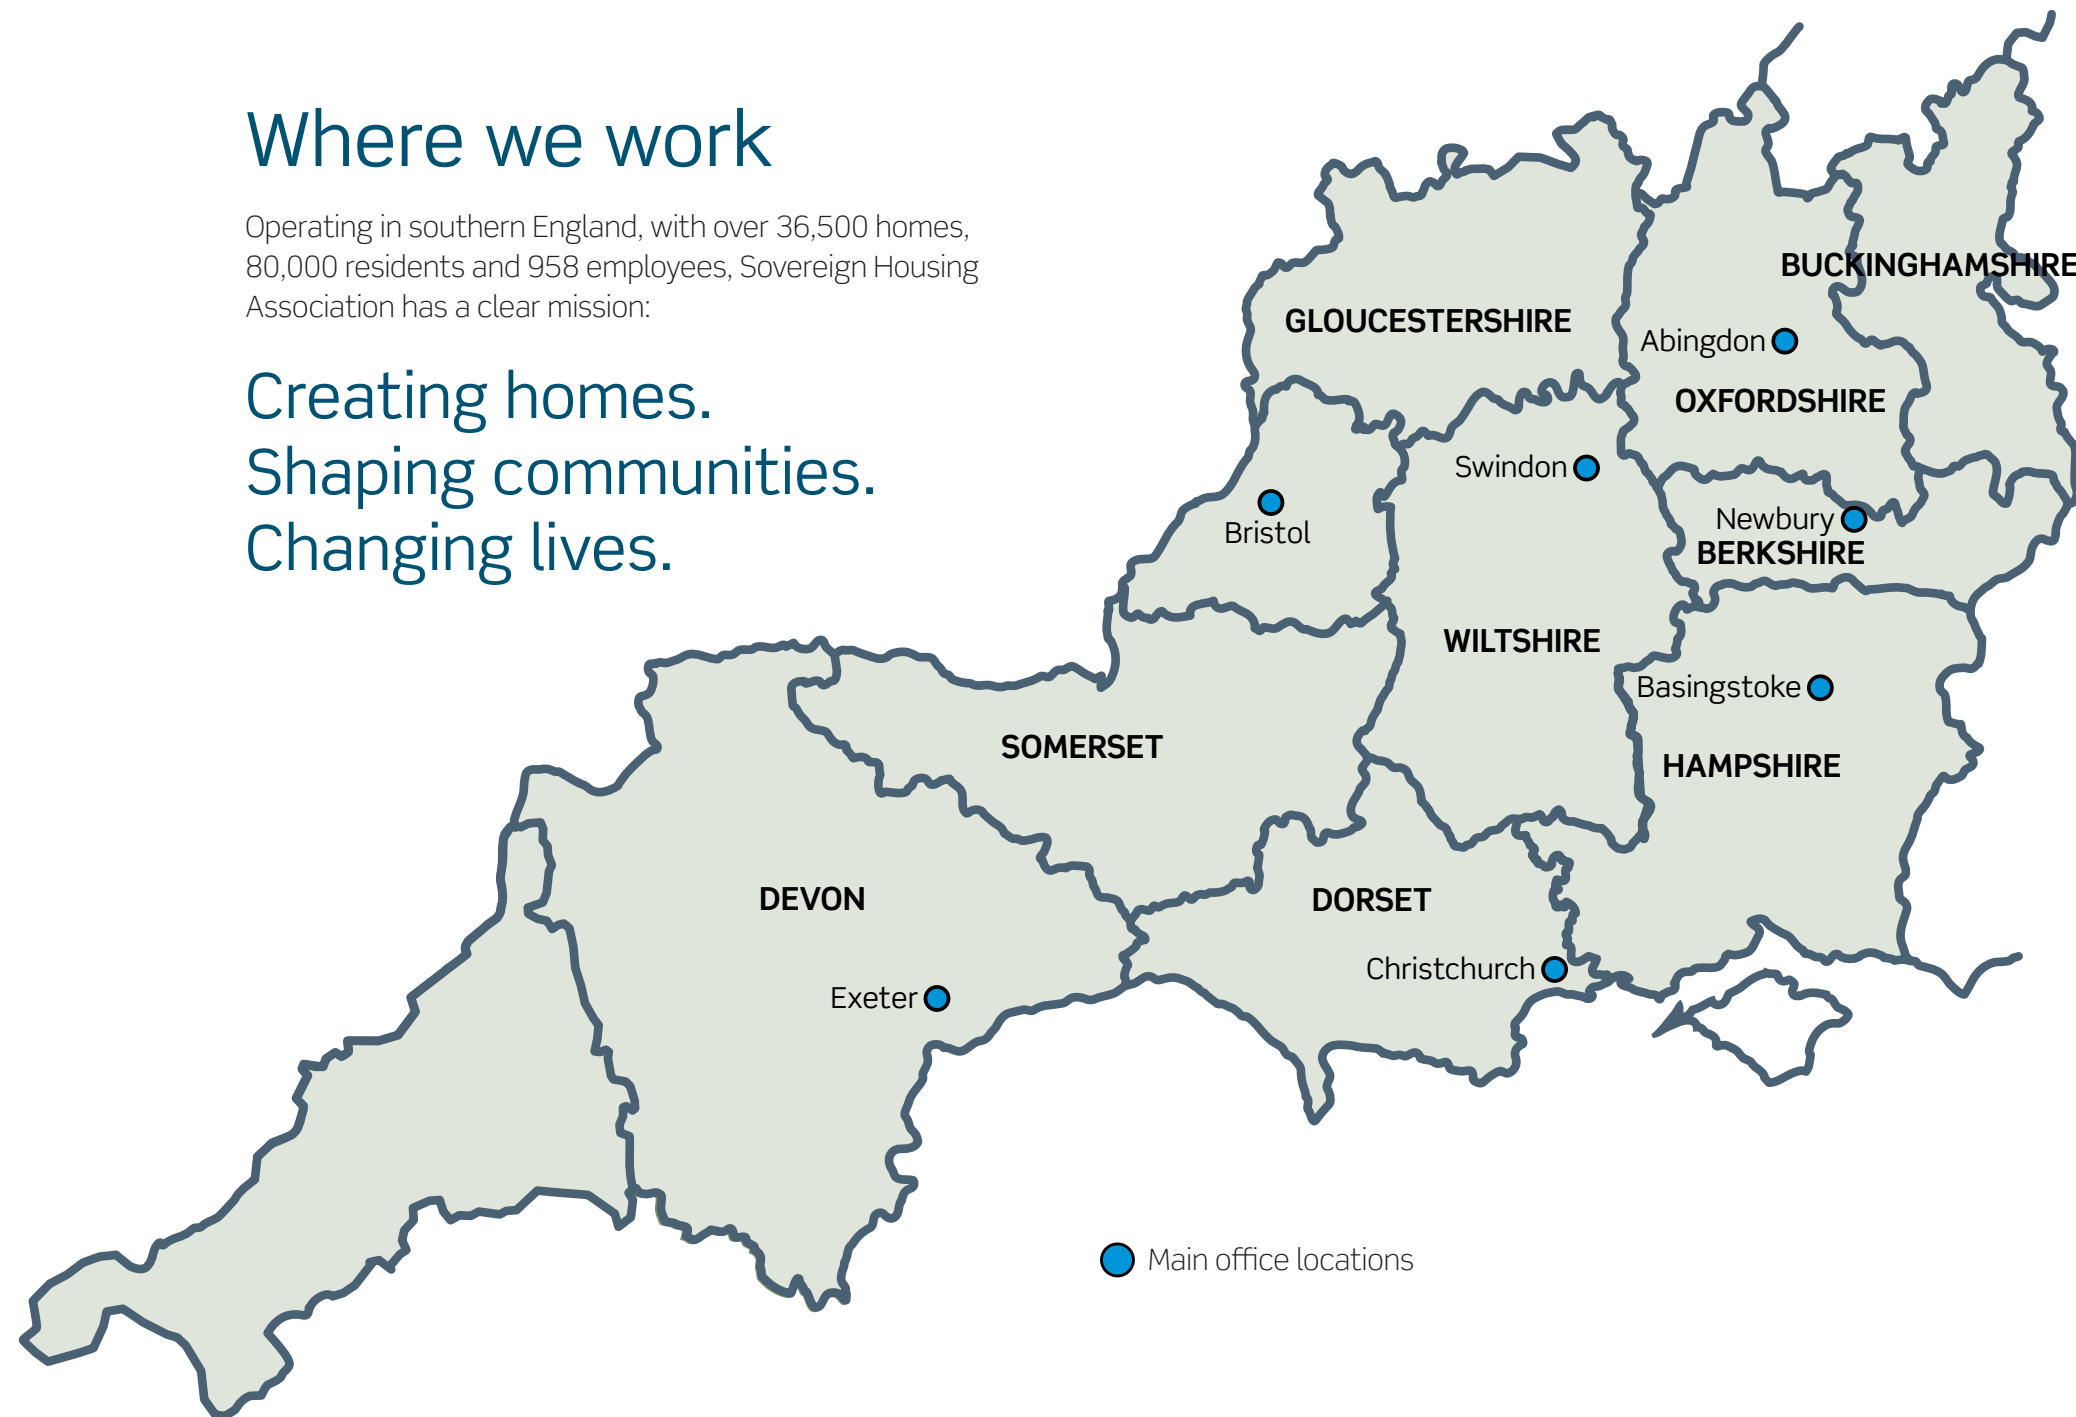 Where we work
Operating in southern England, with over 36,500 homes,
80,000 residents and 958 employees, Sovereign Housing
Association has a clear mission:
Creating homes.
Shaping communities.
Changing lives.
BUCKINGHAMSHIRE
GLOUCESTERSHIRE
Abingdon
OXFORDSHIRE
Swindon
Bristol
Newbury
BERKSHIRE
WILTSHIRE
Basingstoke
SOMERSET
HAMPSHIRE
DEVON
DORSET
Christchurch
Exeter
Main office locations